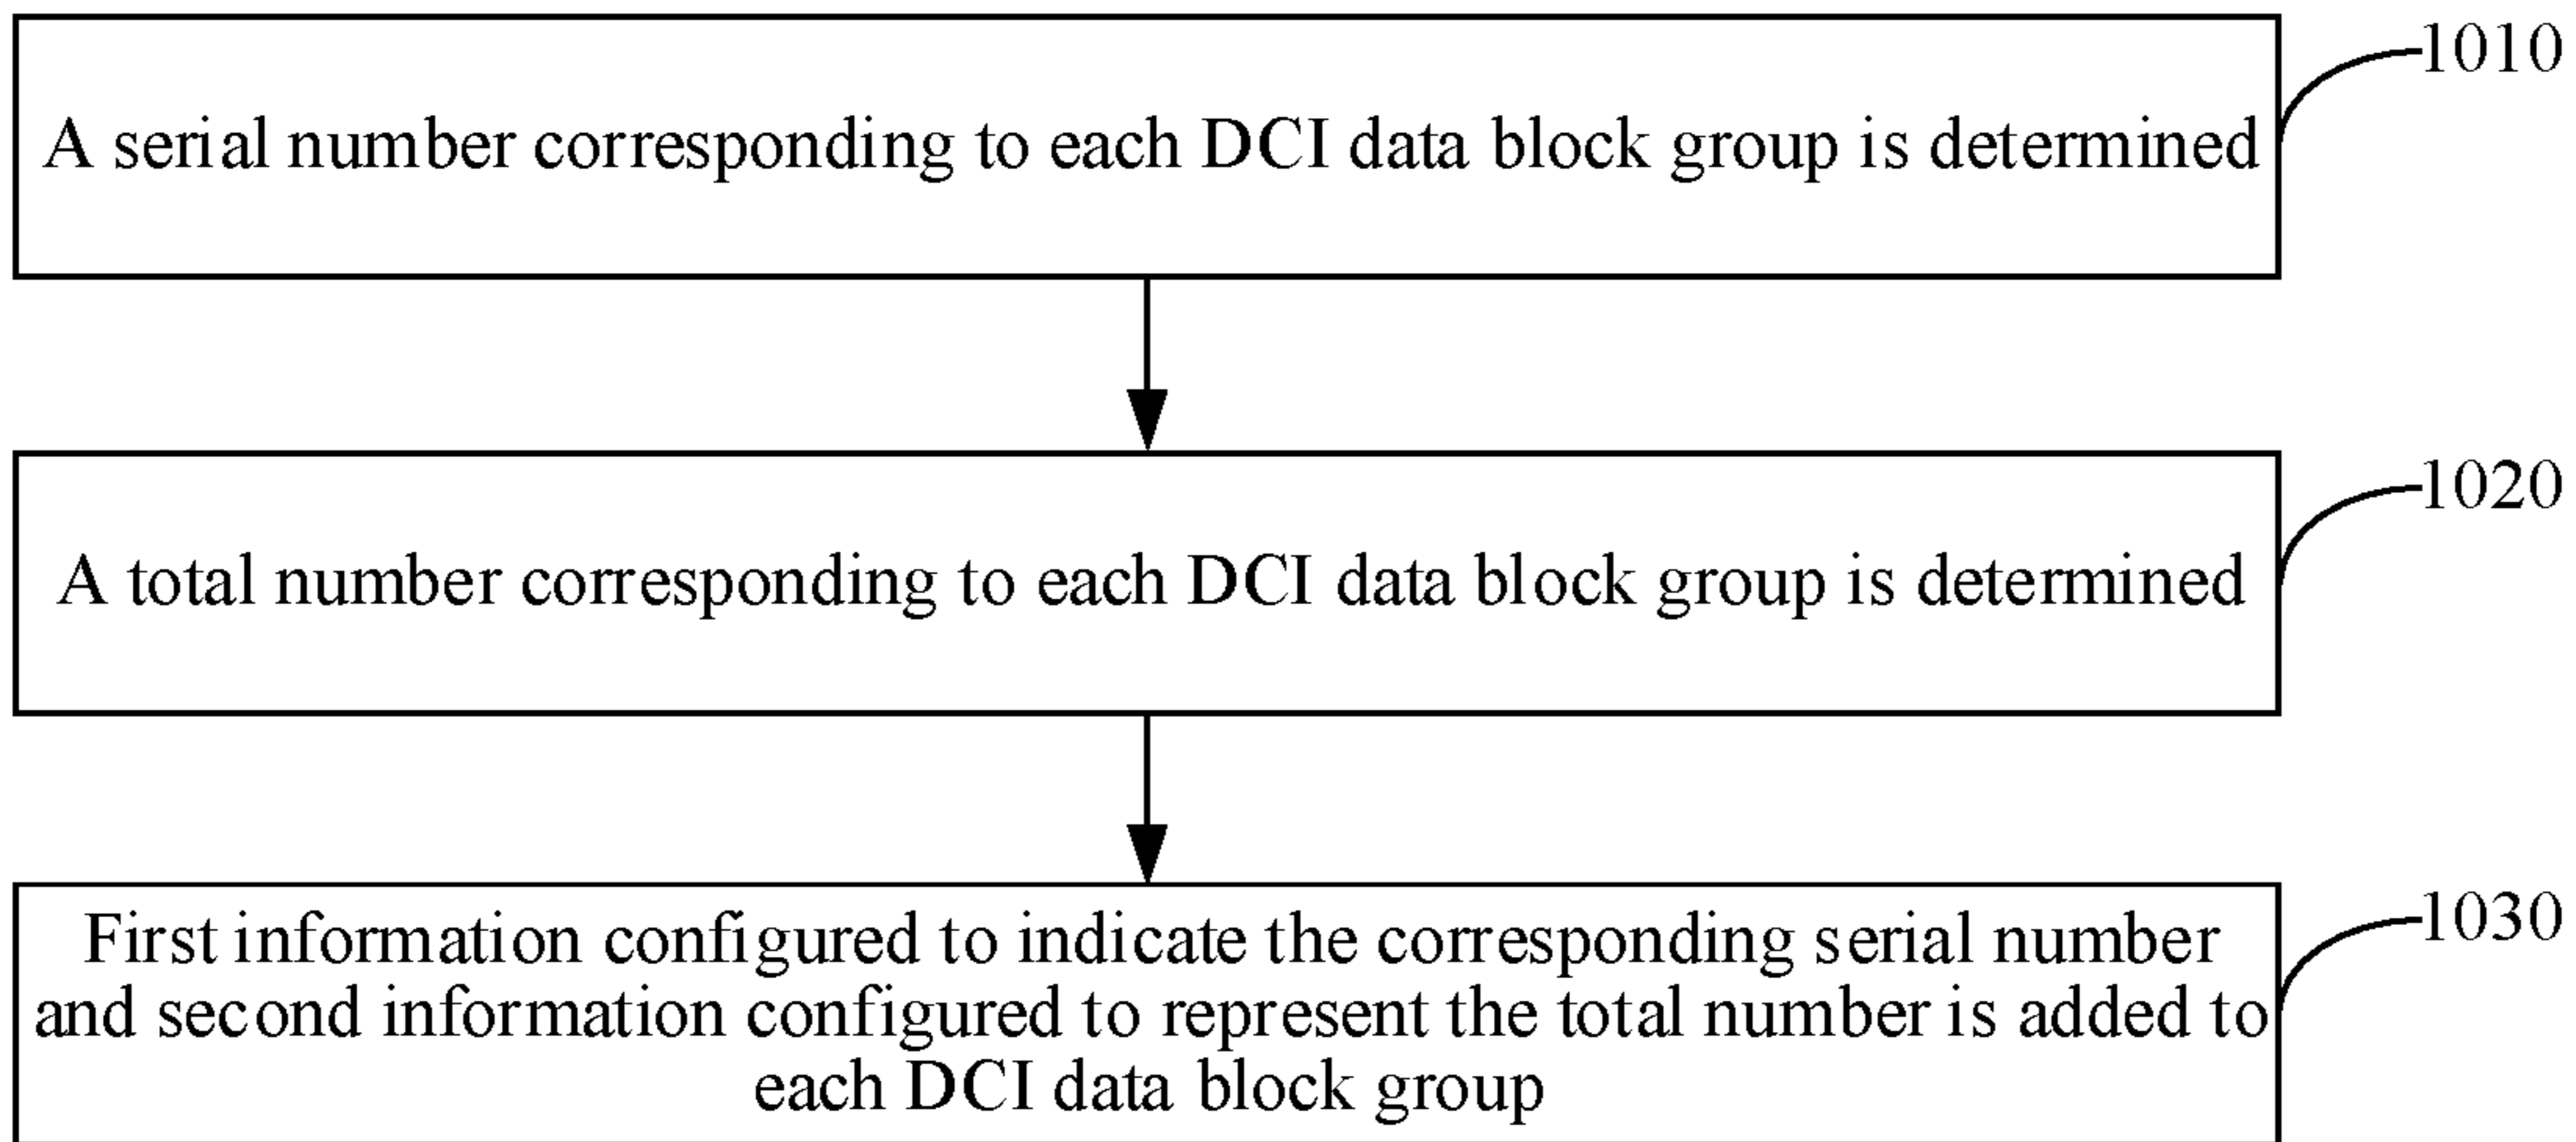 1010
A serial number corresponding to each DCI data block group is determined
1020
A total number corresponding to each DCI data block group is determined
1030
First information configured to indicate the corresponding serial number
and second information configured to represent the total number is added to
each DCI data block group